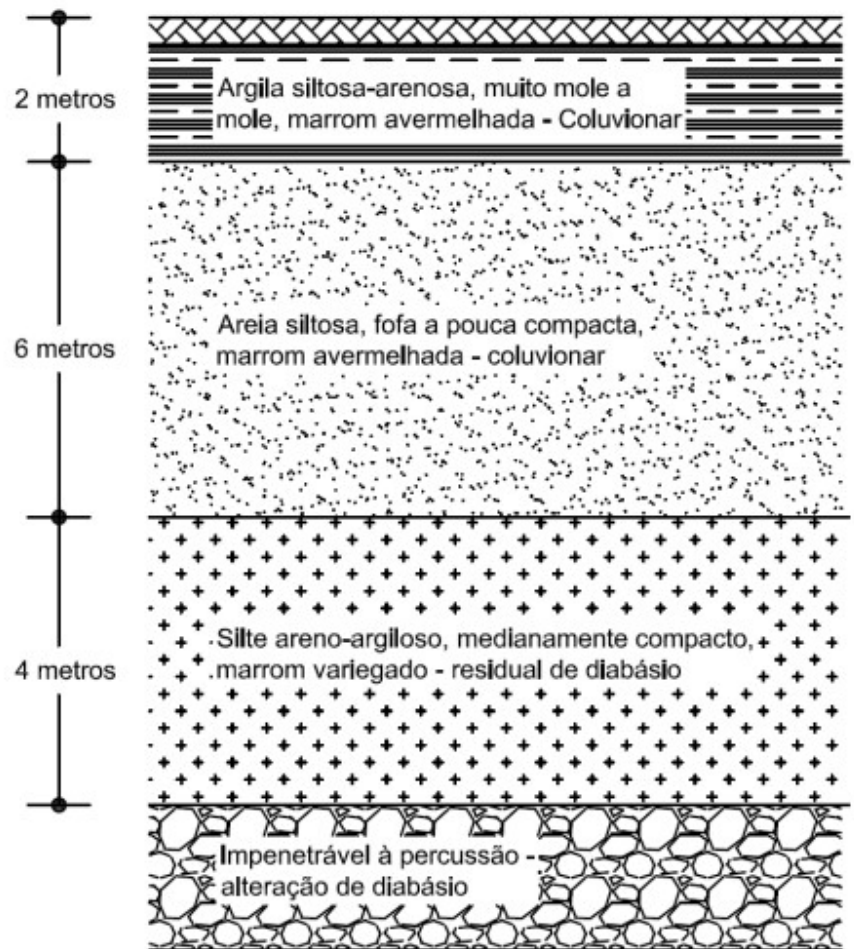 2 metros
Argila siltosa-arenosa, muito mole a
mole, marrom avermelhada - Coluvionar
6 metros
Areia siltosa, fofa a pouca compacta,
marrom avermelhada - coluvionar
4 metros
Silte areno-argiloso, medianamente compacto,
marrom variegado - residual de diabásio
Impenetrável à percussão -
alteração de diabásio